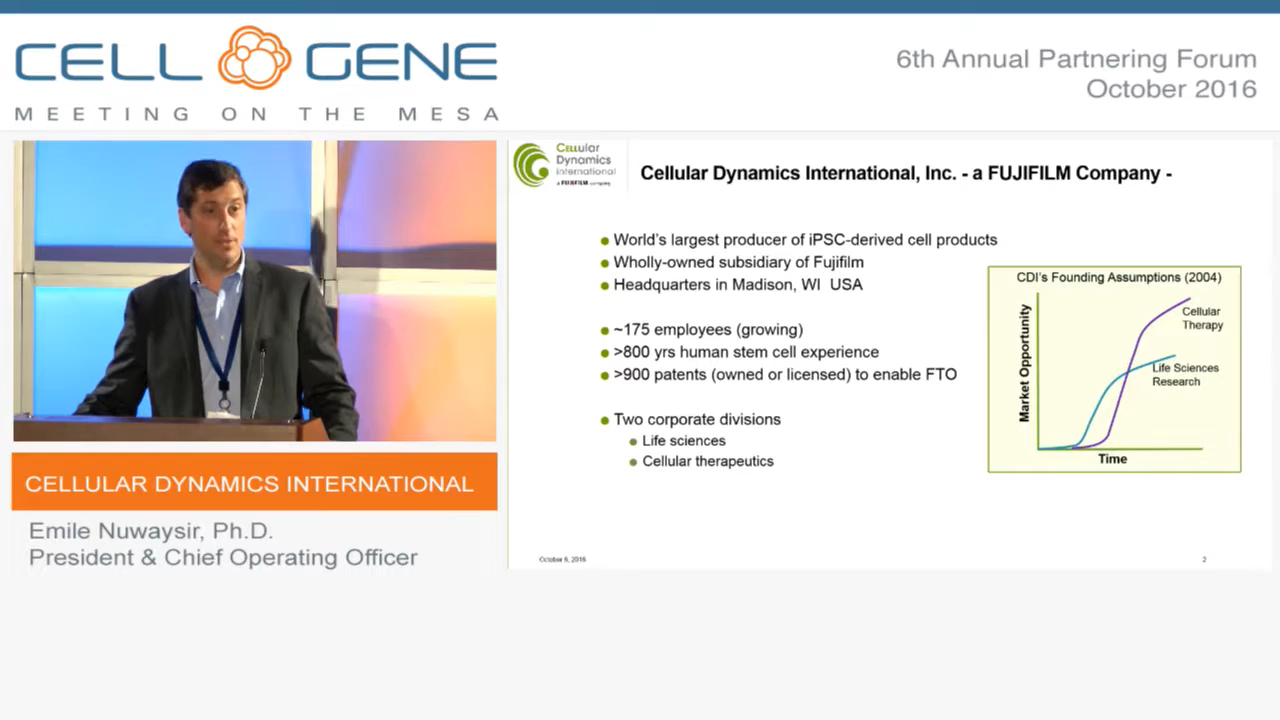 CELL GENE
MEETING ON THE MESA
6th Annual Partnering Forum
October 2016
Cellular
Dynamics
international
a FUJIFILM company
Cellular Dynamics International, Inc. - a FUJIFILM Company -
World's largest producer of iPSC-derived cell products
Wholly-owned subsidiary of Fujifilm
Headquarters in Madison, WI USA
~175 employees (growing)
>800 yrs human stem cell experience
>900 patents (owned or licensed) to enable FTO
Two corporate divisions
Life sciences
Cellular therapeutics
CDI's Founding Assumptions (2004)
Market Opportunity
Cellular
Therapy
Life Sciences
Research
Time
October 6, 2016
2
CELLULAR DYNAMICS INTERNATIONAL
Emile Nuwaysir, Ph.D.
President & Chief Operating Officer